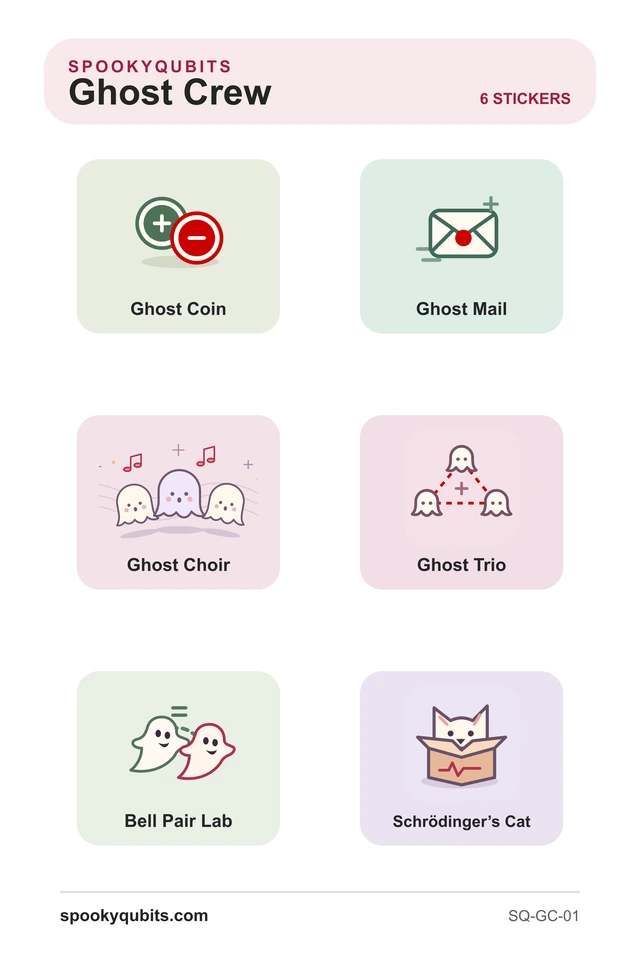 SPOOKYQUBITS
Ghost Crew
6 STICKERS
Ghost Coin
Ghost Mail
Ghost Choir
Ghost Trio
Bell Pair Lab
Schrödinger’s Cat
spookyqubits.com
SQ-GC-01